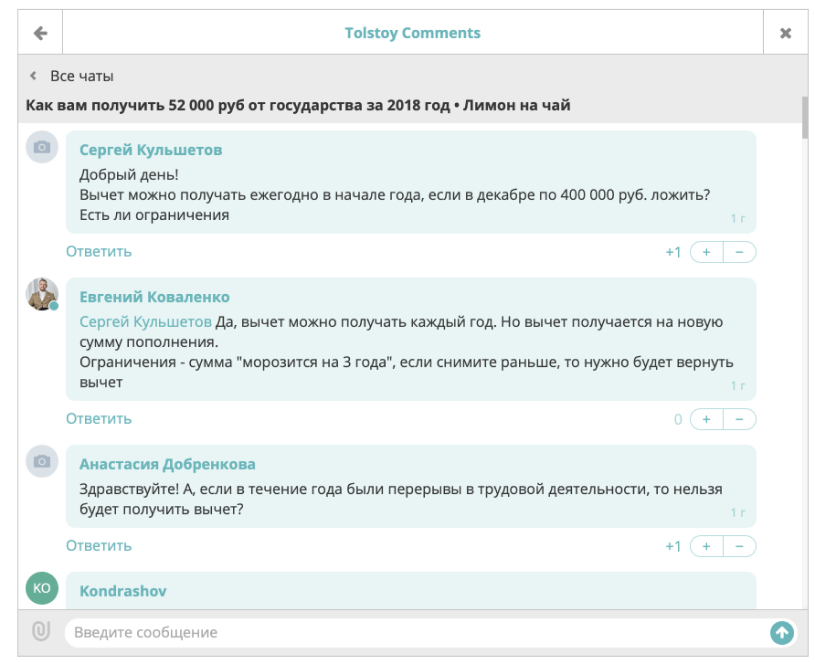 Tolstoy Comments
Все чаты
Как вам получить 52 000 руб от государства за 2018 год • Лимон на чай
Сергей Кульшетов
Добрый день!
Вычет можно получать ежегодно в начале года, если в декабре по 400 000 руб. ложить?
Есть ли ограничения
1 г
Ответить
+1 + −
Евгений Коваленко
Сергей Кульшетов Да, вычет можно получать каждый год. Но вычет получается на новую
сумму пополнения.
Ограничения - сумма "морозится на 3 года", если снимите раньше, то нужно будет вернуть
вычет
1 г
Ответить
0 + −
Анастасия Добренкова
Здравствуйте! А, если в течение года были перерывы в трудовой деятельности, то нельзя
будет получить вычет?
1 г
Ответить
+1 + −
KO
Kondrashov
Введите сообщение